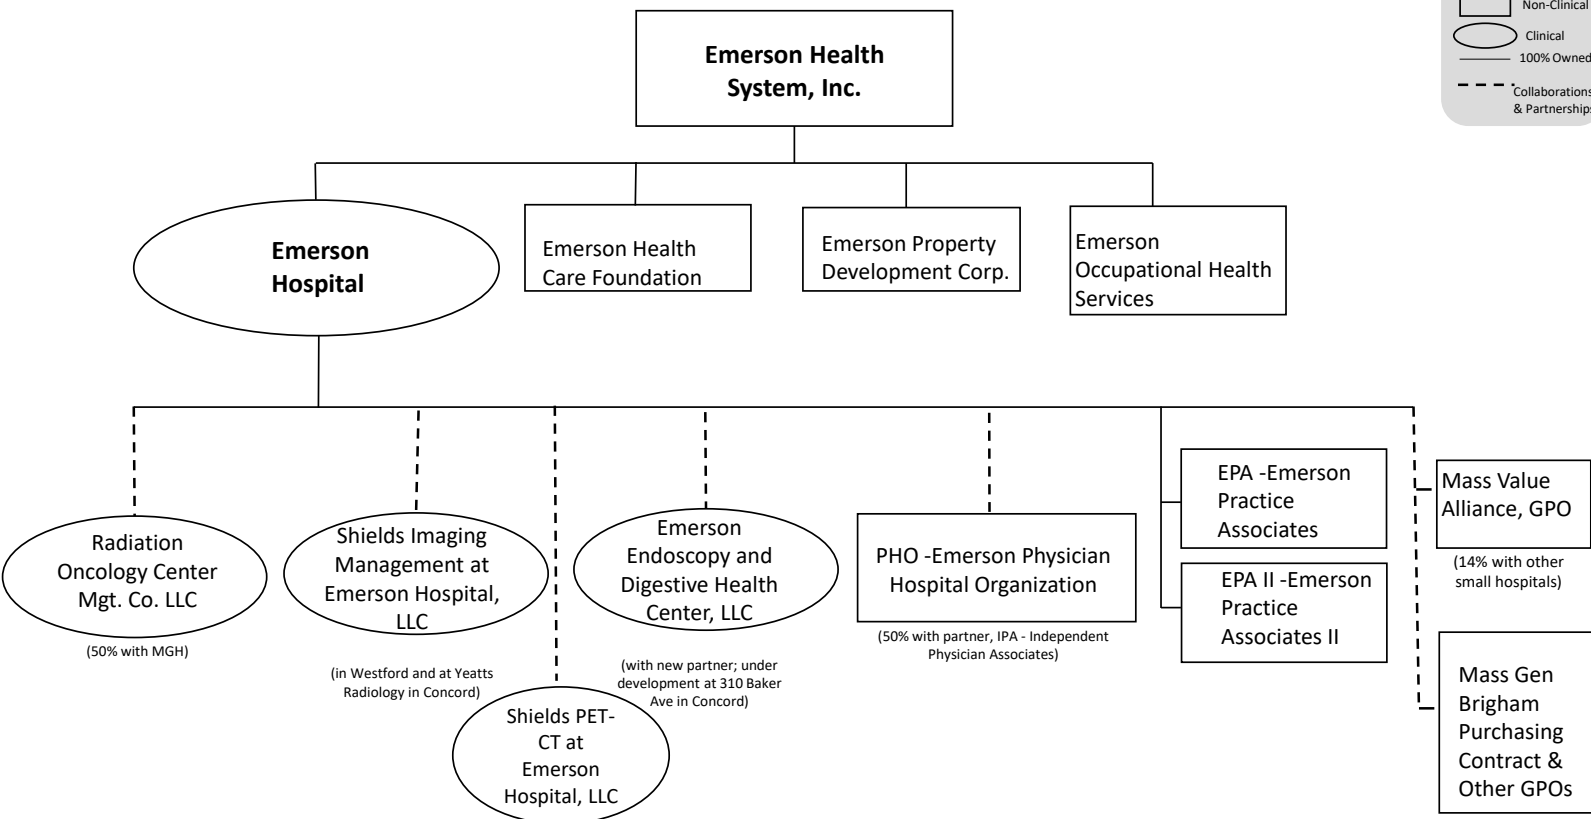 Non-Clinical
Clinical
100% Owned
Collaborations
& Partnerships
Emerson Health
System, Inc.
Emerson
Hospital
Emerson Health
Care Foundation
Emerson Property
Development Corp.
Emerson
Occupational Health
Services
Radiation
Oncology Center
Mgt. Co. LLC
(50% with MGH)
Shields Imaging
Management at
Emerson Hospital,
LLC
(in Westford and at Yeatts
Radiology in Concord)
Shields PET-
CT at
Emerson
Hospital, LLC
Emerson
Endoscopy and
Digestive Health
Center, LLC
(with new partner; under
development at 310 Baker
Ave in Concord)
PHO -Emerson Physician
Hospital Organization
(50% with partner, IPA - Independent
Physician Associates)
EPA -Emerson
Practice
Associates
EPA II -Emerson
Practice
Associates II
Mass Value
Alliance, GPO
(14% with other
small hospitals)
Mass Gen
Brigham
Purchasing
Contract &
Other GPOs